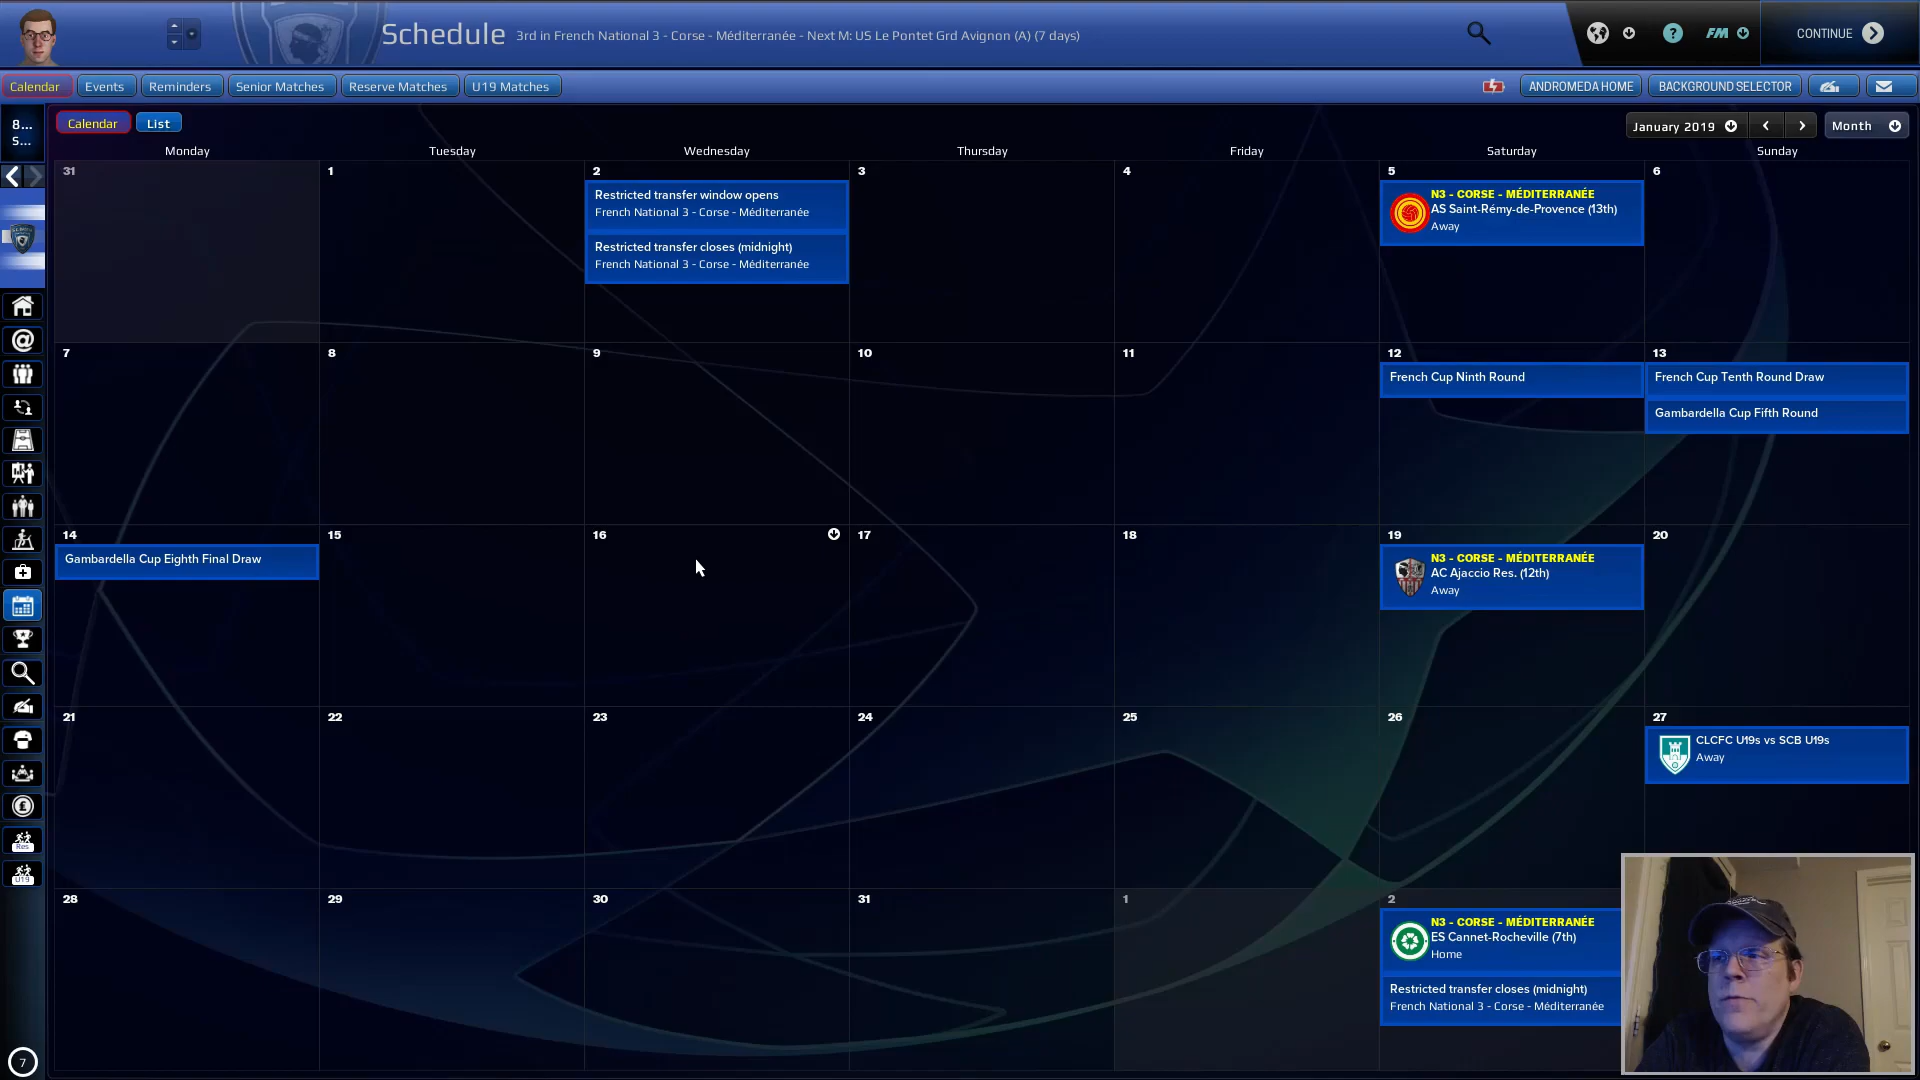 Schedule
3rd in French National 3 - Corse - Méditerranée - Next M: US Le Pontet Grd Avignon (A) (7 days)
?
FM
CONTINUE
Calendar
Events
Reminders
Senior Matches
Reserve Matches
U19 Matches
ANDROMEDA HOME
BACKGROUND SELECTOR
8...
S...
Calendar
List
January 2019
Month
Monday
Tuesday
Wednesday
Thursday
Friday
Saturday
Sunday
31
1
2
Restricted transfer window opens
French National 3 - Corse - Méditerranée
Restricted transfer closes (midnight)
French National 3 - Corse - Méditerranée
3
4
5
N3 - CORSE - MÉDITERRANÉE
AS Saint-Rémy-de-Provence (13th)
Away
6
7
8
9
10
11
12
French Cup Ninth Round
13
French Cup Tenth Round Draw
Gambardella Cup Fifth Round
14
Gambardella Cup Eighth Final Draw
15
16
17
18
19
N3 - CORSE - MÉDITERRANÉE
AC Ajaccio Res. (12th)
Away
20
21
22
23
24
25
26
27
CLCFC U19s vs SCB U19s
Away
28
29
30
31
1
2
N3 - CORSE - MÉDITERRANÉE
ES Cannet-Rocheville (7th)
Home
Restricted transfer closes (midnight)
French National 3 - Corse - Méditerranée
Res
U19
7